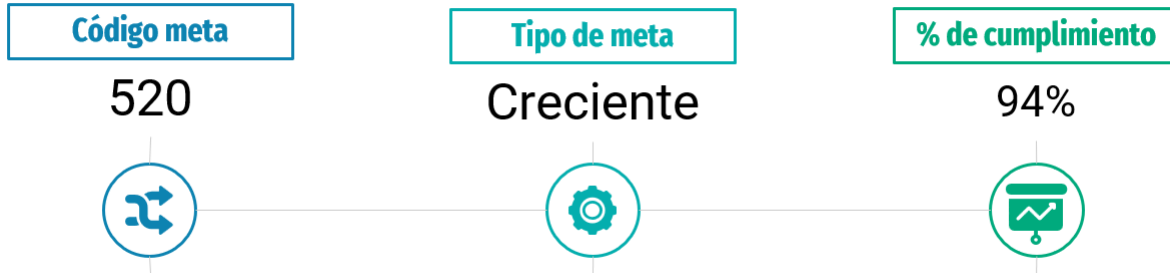 Código meta
Tipo de meta
% de cumplimiento
520
Creciente
94%